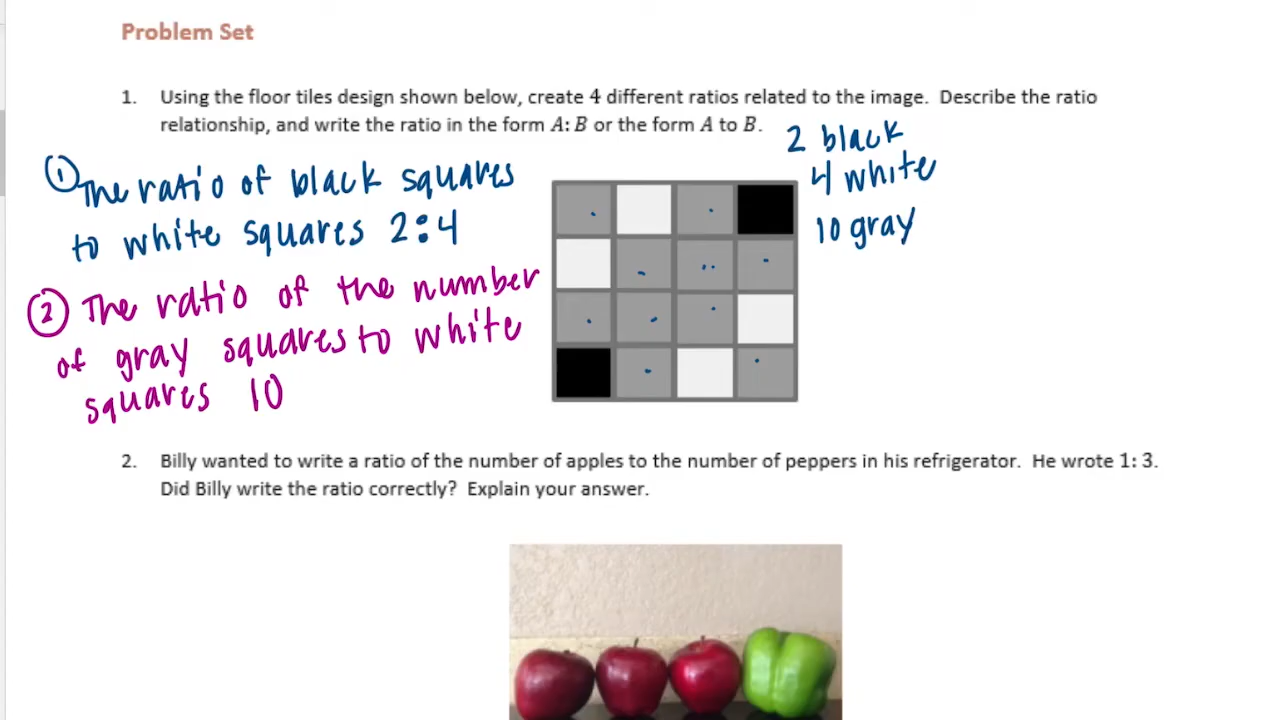 Problem Set
1. Using the floor tiles design shown below, create 4 different ratios related to the image. Describe the ratio
relationship, and write the ratio in the form A: B or the form A to B.
2 black
4 white
10 gray
① The ratio of black squares
to white squares 2:4
② The ratio of the number
of gray squares to white
squares 10
2. Billy wanted to write a ratio of the number of apples to the number of peppers in his refrigerator. He wrote 1: 3.
Did Billy write the ratio correctly? Explain your answer.